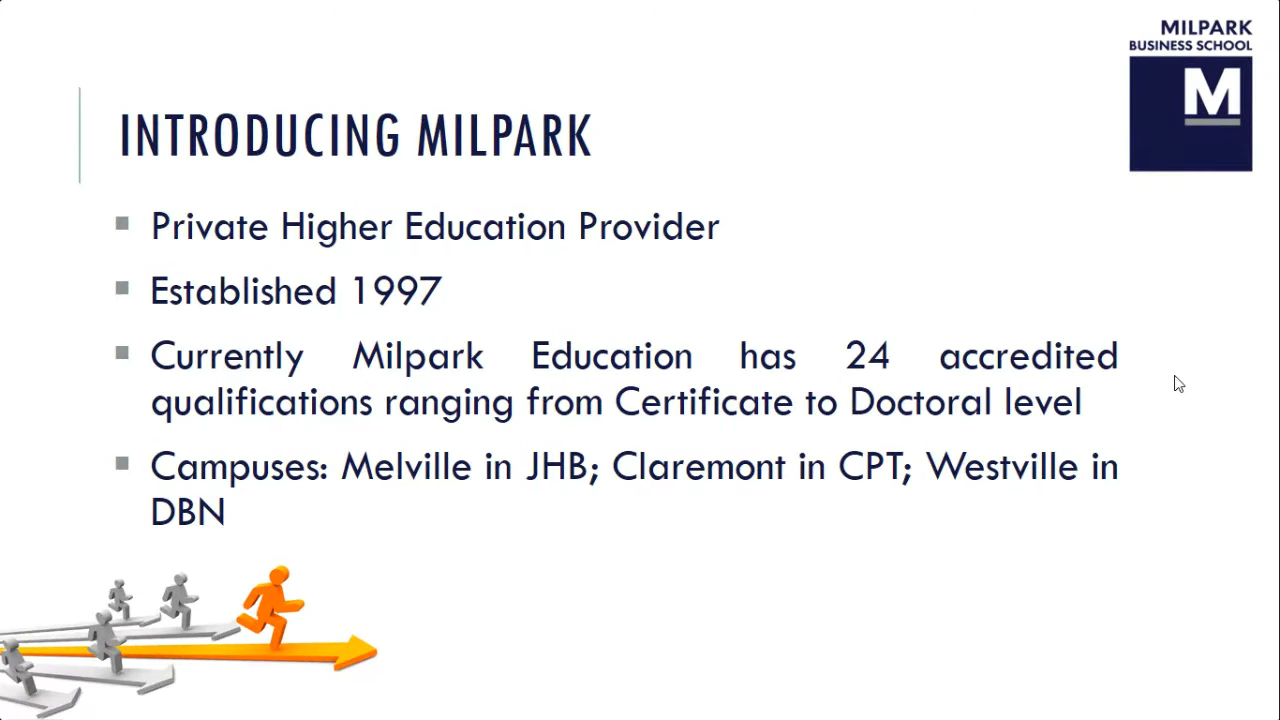 MILPARK
BUSINESS SCHOOL
M
INTRODUCING MILPARK
Private Higher Education Provider
Established 1997
Currently Milpark Education has 24 accredited
qualifications ranging from Certificate to Doctoral level
Campuses: Melville in JHB; Claremont in CPT; Westville in
DBN